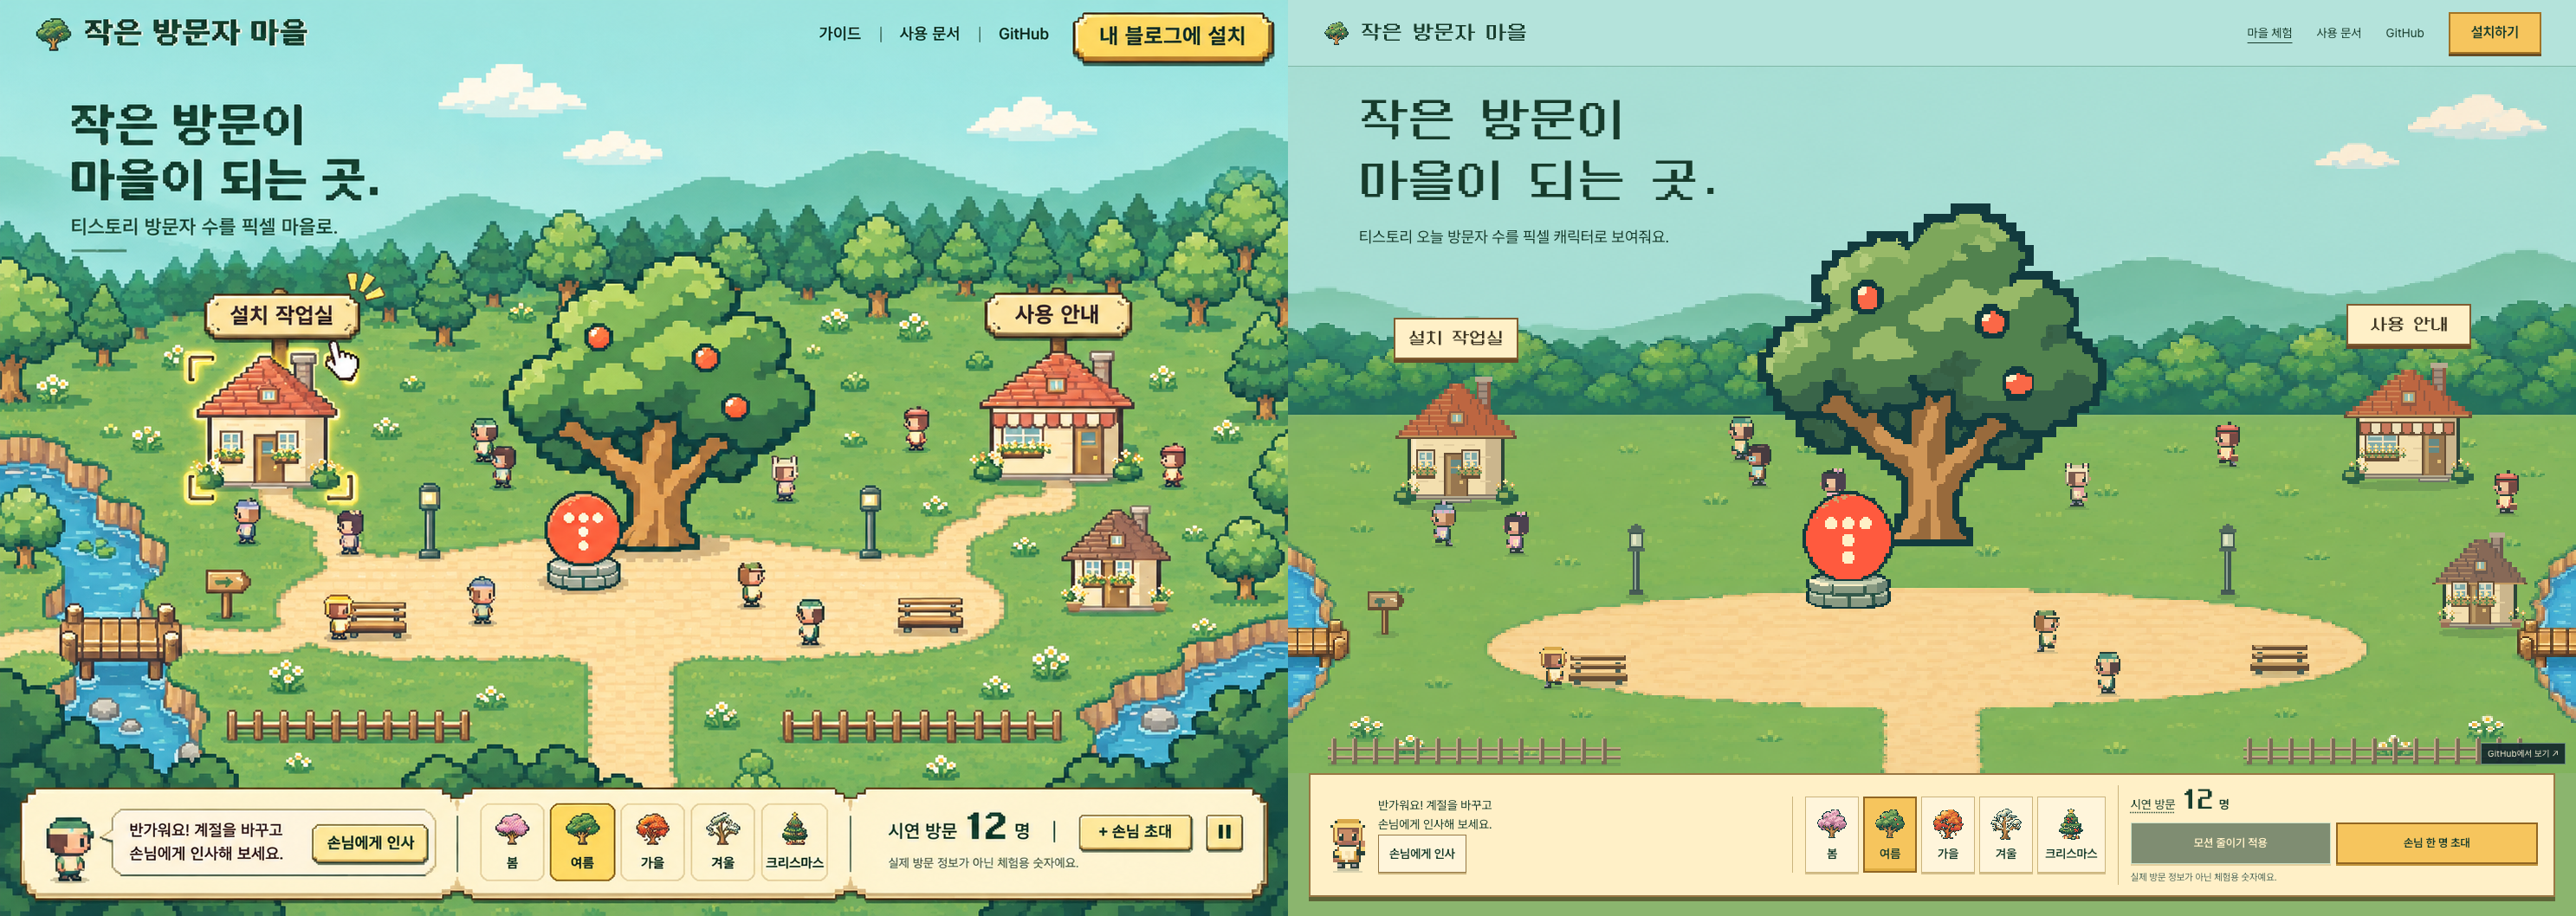 작은 방문자 마을
가이드 | 사용 문서 | GitHub
내 블로그에 설치
작은 방문이
마을이 되는 곳.
티스토리 방문자 수를 픽셀 마을로.
설치 작업실
사용 안내
반가워요! 계절을 바꾸고
손님에게 인사해 보세요.
손님에게 인사
봄
여름
가을
겨울
크리스마스
시연 방문 12 명
+ 손님 초대
실제 방문 정보가 아닌 체험용 숫자예요.
작은 방문자 마을
마을 체험
사용 문서
GitHub
설치하기
작은 방문이
마을이 되는 곳.
티스토리 오늘 방문자 수를 픽셀 캐릭터로 보여줘요.
설치 작업실
사용 안내
GitHub에서 보기 ↗
반가워요! 계절을 바꾸고
손님에게 인사해 보세요.
손님에게 인사
봄
여름
가을
겨울
크리스마스
시연 방문 12 명
모션 줄이기 적용
손님 한 명 초대
실제 방문 정보가 아닌 체험용 숫자예요.